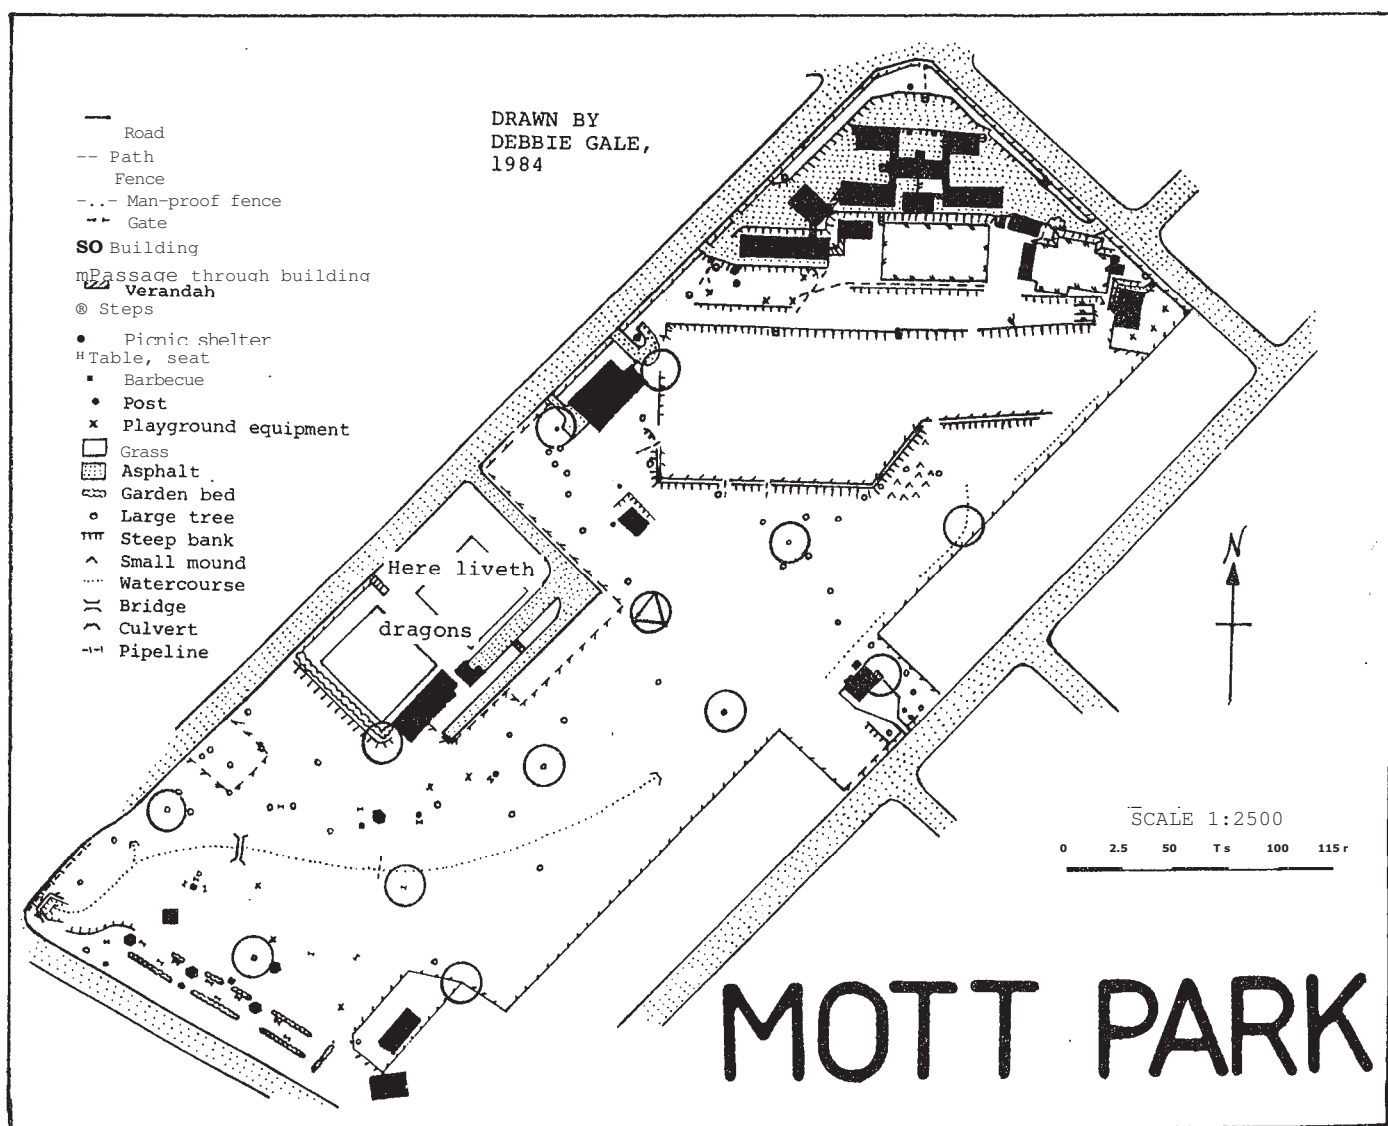 DRAWN BY
DEBBIE GALE,
1984
Road
-- Path
Fence
-..- Man-proof fence
Gate
SO Building
mPassage through building
Verandah
® Steps
Picnic shelter
H Table, seat
Barbecue
Post
x Playground equipment
Grass
Asphalt
Garden bed
Large tree
Steep bank
Small mound
Watercourse
Bridge
Culvert
Pipeline
Here liveth
dragons
N
SCALE 1:2500
0 2.5 50 T s 100 115 r
MOTT PARK